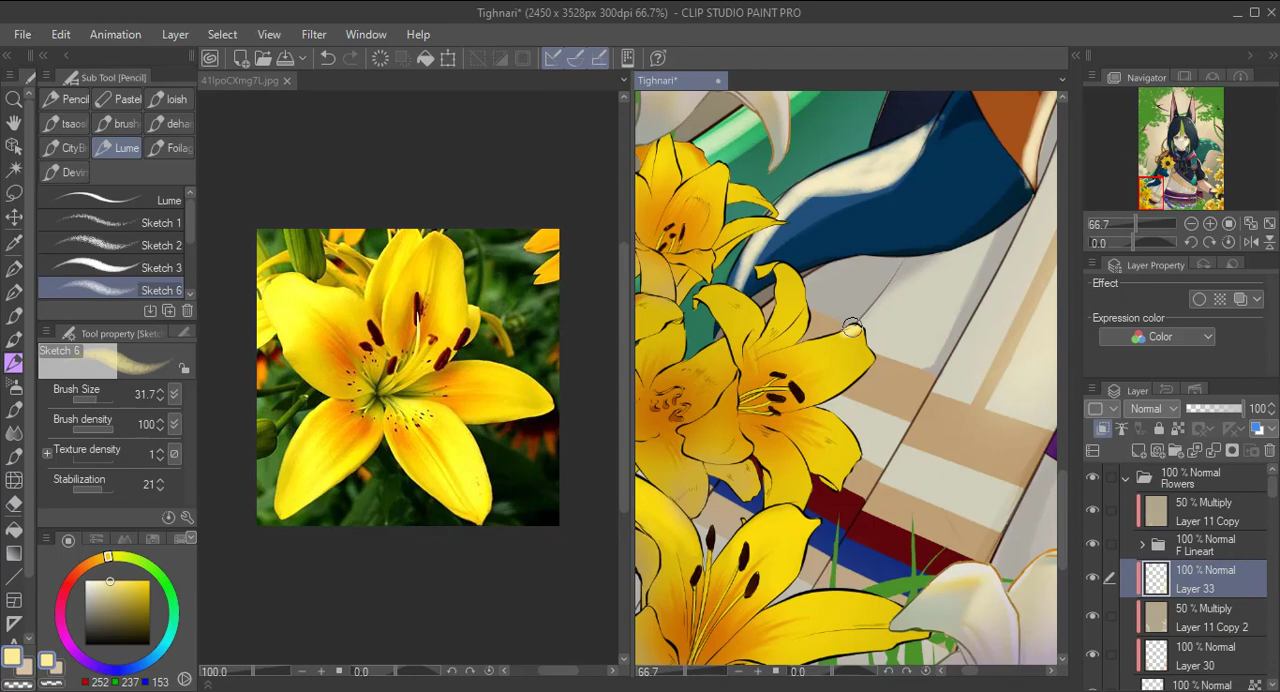 Tighnari* (2450 x 3528px 300dpi 66.7%) - CLIP STUDIO PAINT PRO
File Edit Animation Layer Select View Filter Window Help
Sub Tool [Pencil]
41lpoCXmg7L.jpg
Tighnari*
Navigator
Pencil Pastel loish
tsao brush deha
CityB Lume Foliag
Devir
Lume
Sketch 1
Sketch 2
Sketch 3
Sketch 6
66.7
0.0
Layer Property
Effect
Expression color
Color
Tool property [Sketc
Sketch 6
Brush Size 31.7
Brush density 100
Texture density 1
Stabilization 21
Layer
Normal 100
100 % Normal
Flowers
50 % Multiply
Layer 11 Copy
100 % Normal
F Lineart
100 % Normal
Layer 33
50 % Multiply
Layer 11 Copy 2
100 % Normal
Layer 30
100 % Normal
252 237 153
100.0 0.0
66.7 0.0